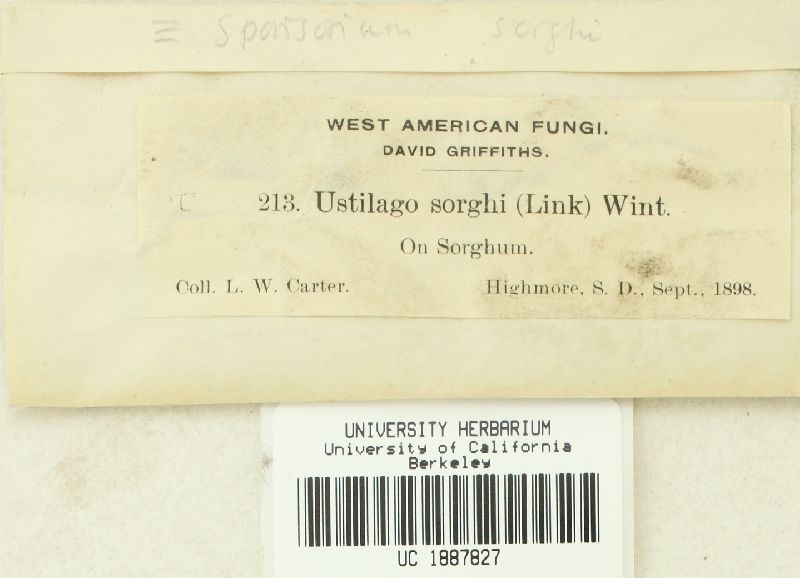 ≡ Sporisorium sorghi
WEST AMERICAN FUNGI.
DAVID GRIFFITHS.
213. Ustilago sorghi (Link) Wint.
On Sorghum.
Coll. L. W. Carter. Highmore, S. D., Sept., 1898.
UNIVERSITY HERBARIUM
University of California
Berkeley
UC 1887827